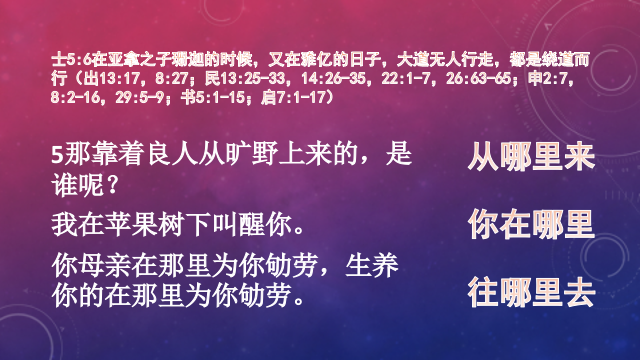 士5:6在亚拿之子珊迦的时候，又在雅亿的日子，大道无人行走，都是绕道而
行（出13:17，8:27；民13:25-33，14:26-35，22:1-7，26:63-65；申2:7，
8:2-16，29:5-9；书5:1-15；启7:1-17）
5那靠着良人从旷野上来的，是
谁呢？
我在苹果树下叫醒你。
你母亲在那里为你劬劳，生养
你的在那里为你劬劳。
从哪里来
你在哪里
往哪里去